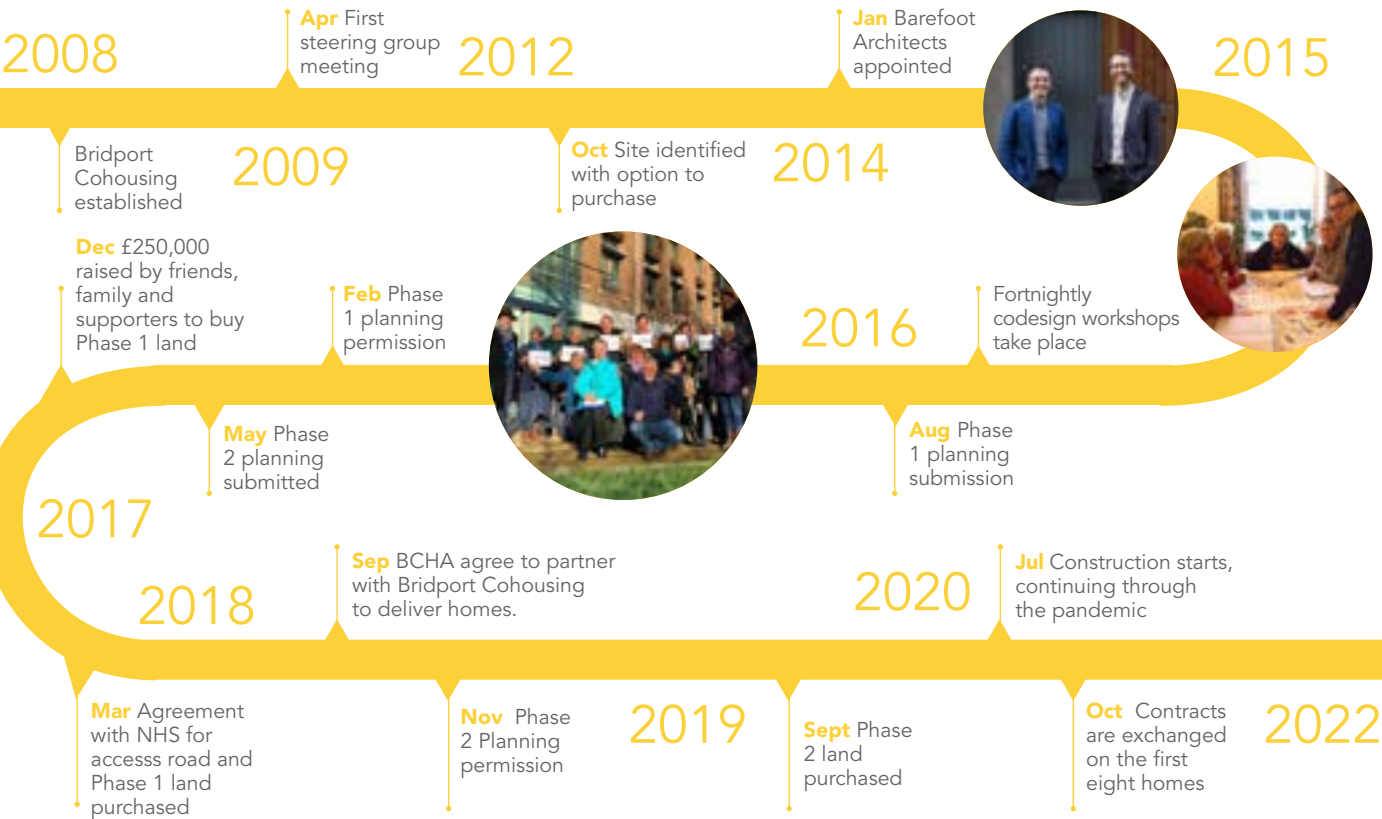 2008
Bridport
Cohousing
established
2009
Apr First
steering group
meeting
2012
Oct Site identified
with option to
purchase
2014
Jan Barefoot
Architects
appointed
2015
Fortnightly
codesign workshops
take place
2016
Aug Phase
1 planning
submission
Feb Phase
1 planning
permission
May Phase
2 planning
submitted
Dec £250,000
raised by friends,
family and
supporters to buy
Phase 1 land
2017
Mar Agreement
with NHS for
accesss road and
Phase 1 land
purchased
2018
Sep BCHA agree to partner
with Bridport Cohousing
to deliver homes.
Nov Phase
2 Planning
permission
2019
Sept Phase
2 land
purchased
2020
Jul Construction starts,
continuing through
the pandemic
Oct Contracts
are exchanged
on the first
eight homes
2022